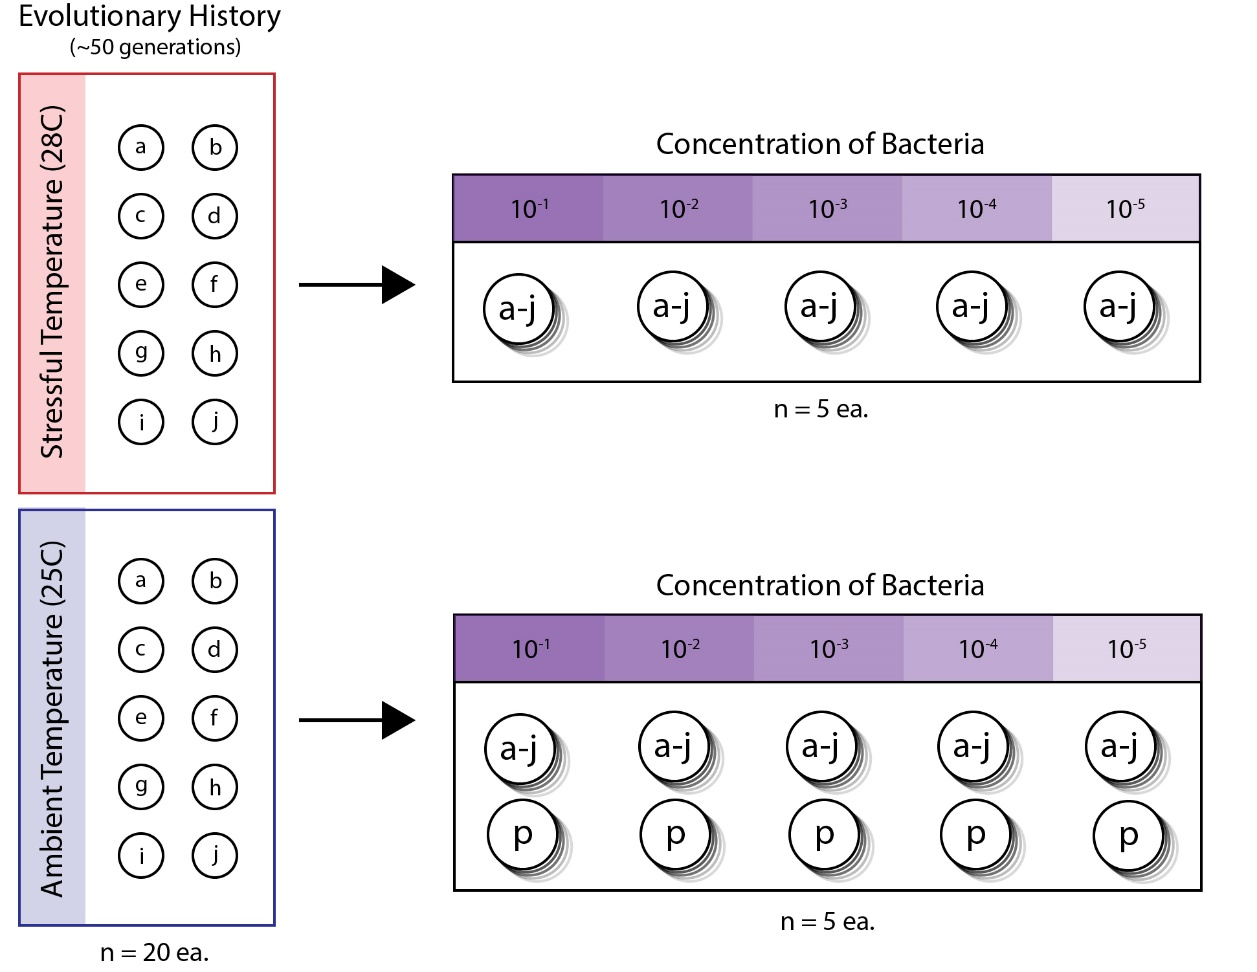 Evolutionary History
(~50 generations)
Stressful Temperature (28C)
a b
c d
e f
g h
i j
Concentration of Bacteria
10⁻¹ 10⁻² 10⁻³ 10⁻⁴ 10⁻⁵
a-j a-j a-j a-j a-j
n = 5 ea.
Ambient Temperature (25C)
a b
c d
e f
g h
i j
n = 20 ea.
Concentration of Bacteria
10⁻¹ 10⁻² 10⁻³ 10⁻⁴ 10⁻⁵
a-j a-j a-j a-j a-j
p p p p p
n = 5 ea.